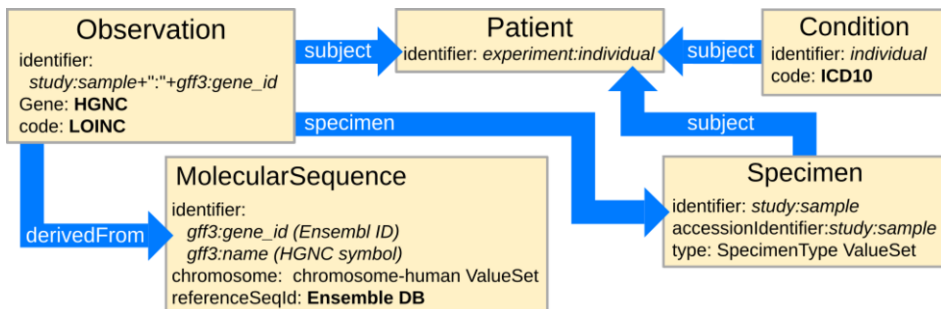 Observation
identifier:
study:sample+":"+gff3:gene_id
Gene: HGNC
code: LOINC
subject
Patient
identifier: experiment:individual
subject
Condition
identifier: individual
code: ICD10
specimen
subject
derivedFrom
MolecularSequence
identifier:
gff3:gene_id (Ensembl ID)
gff3:name (HGNC symbol)
chromosome: chromosome-human ValueSet
referenceSeqId: Ensemble DB
Specimen
identifier: study:sample
accessionIdentifier:study:sample
type: SpecimenType ValueSet